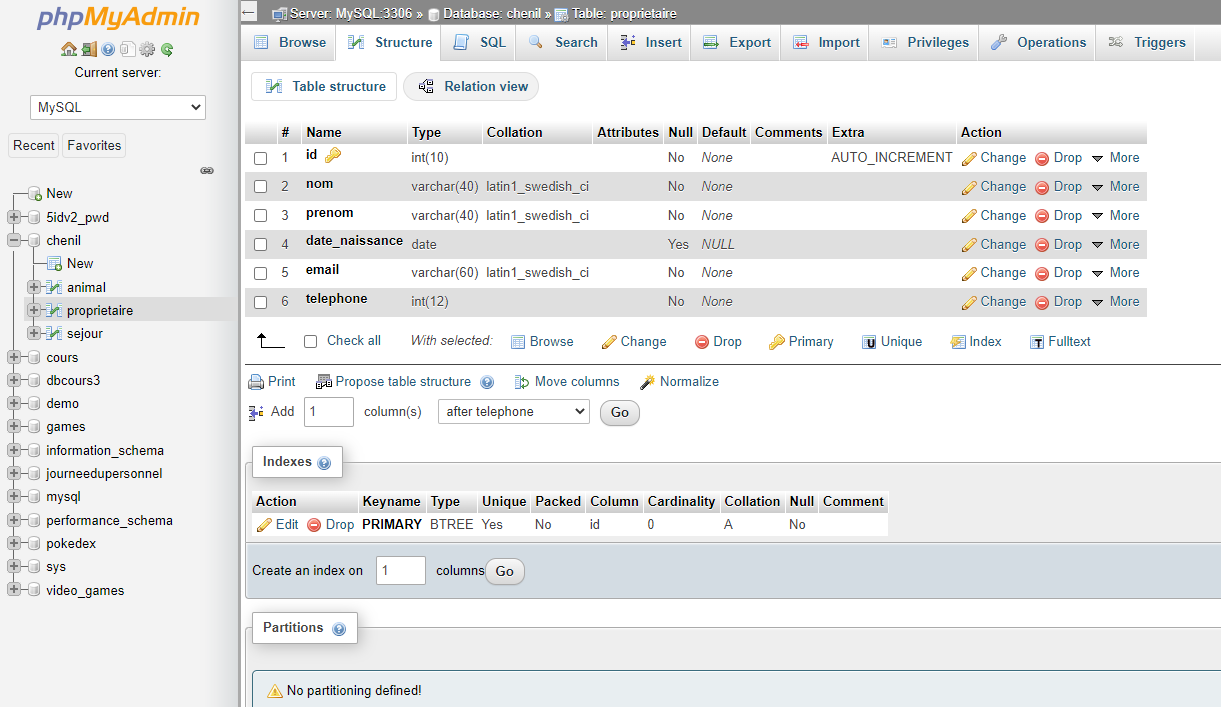 phpMyAdmin
Current server:
MySQL
Recent Favorites
New
5idv2_pwd
chenil
New
animal
proprietaire
sejour
cours
dbcours3
demo
games
information_schema
journeedupersonnel
mysql
performance_schema
pokedex
sys
video_games
Server: MySQL:3306 » Database: chenil » Table: proprietaire
Browse Structure SQL Search Insert Export Import Privileges Operations Triggers
Table structure Relation view
# Name Type Collation Attributes Null Default Comments Extra Action
1 id int(10) No None AUTO_INCREMENT Change Drop More
2 nom varchar(40) latin1_swedish_ci No None Change Drop More
3 prenom varchar(40) latin1_swedish_ci No None Change Drop More
4 date_naissance date Yes NULL Change Drop More
5 email varchar(60) latin1_swedish_ci No None Change Drop More
6 telephone int(12) No None Change Drop More
Check all With selected: Browse Change Drop Primary Unique Index Fulltext
Print Propose table structure Move columns Normalize
Add 1 column(s) after telephone Go
Indexes
Action Keyname Type Unique Packed Column Cardinality Collation Null Comment
Edit Drop PRIMARY BTREE Yes No id 0 A No
Create an index on 1 columns Go
Partitions
No partitioning defined!